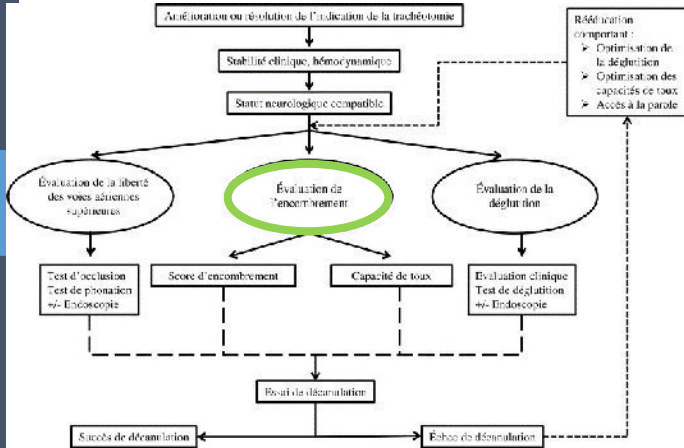 Amélioration ou résolution de l'indication de la trachéotomie
Stabilité clinique, hémodynamique
Statut neurologique compatible
Rééducation
comportant :
➢ Optimisation de
la déglutition
➢ Optimisation des
capacités de toux
➢ Accès à la parole
Évaluation de la liberté
des voies aériennes
supérieures
Évaluation de
l'encombrement
Évaluation de la
déglutition
Test d'occlusion
Test de phonation
+/- Endoscopie
Score d'encombrement
Capacité de toux
Evaluation clinique
Test de déglutition
+/- Endoscopie
Essai de décanulation
Succès de décanulation
Échec de décanulation